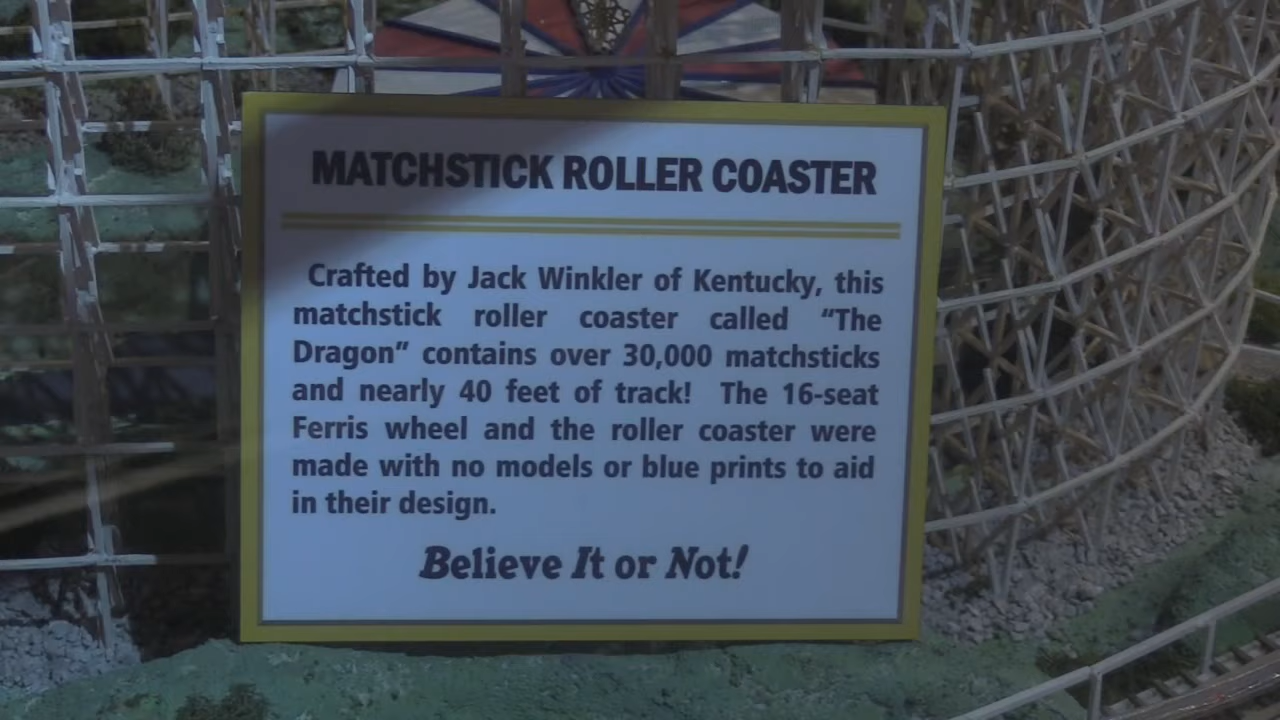 MATCHSTICK ROLLER COASTER
Crafted by Jack Winkler of Kentucky, this
matchstick roller coaster called “The
Dragon” contains over 30,000 matchsticks
and nearly 40 feet of track! The 16-seat
Ferris wheel and the roller coaster were
made with no models or blue prints to aid
in their design.
Believe It or Not!